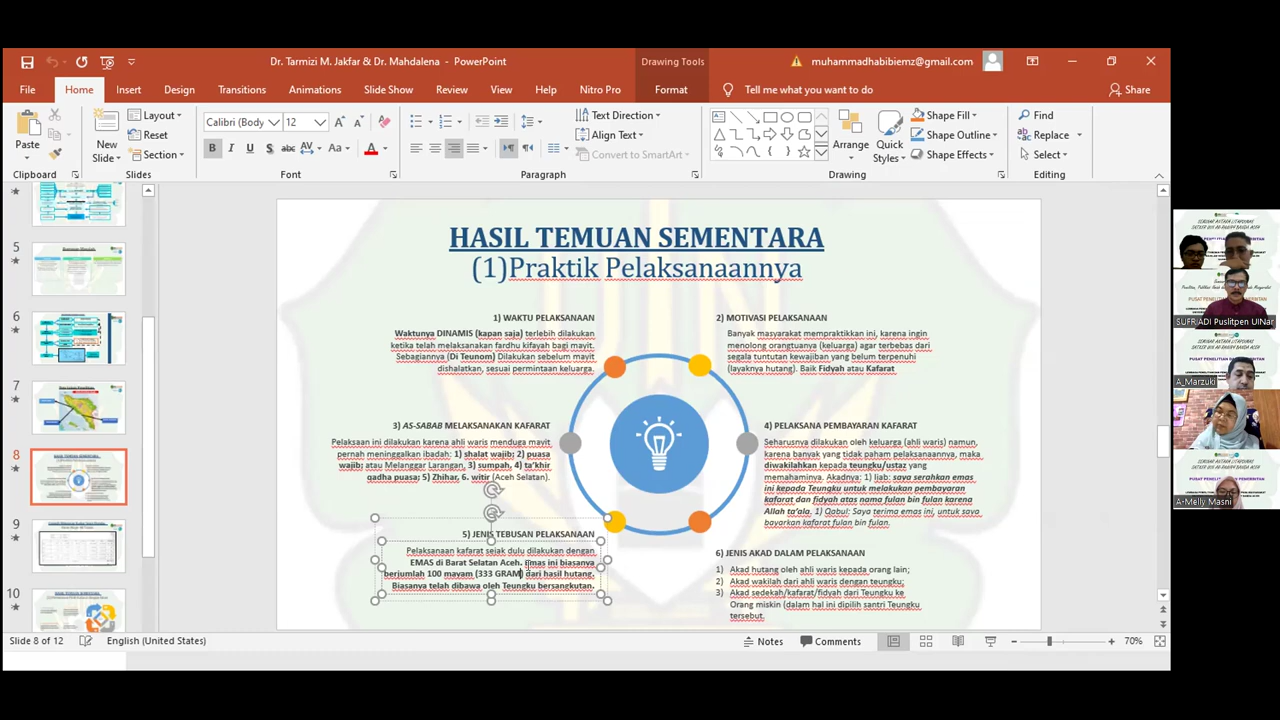 Dr. Tarmizi M. Jakfar & Dr. Mahdalena - PowerPoint
Drawing Tools
muhammadhabibiemz@gmail.com
File Home Insert Design Transitions Animations Slide Show Review View Help Nitro Pro Format Tell me what you want to do Share
Paste
Clipboard
New Slide
Layout
Reset
Section
Slides
Calibri (Body) 12
B I U S abc AV Aa A
Font
Text Direction
Align Text
Convert to SmartArt
Paragraph
Arrange
Quick Styles
Shape Fill
Shape Outline
Shape Effects
Drawing
Find
Replace
Select
Editing
5
6
7
8
9
10
HASIL TEMUAN SEMENTARA
(1)Praktik Pelaksanaannya
1) WAKTU PELAKSANAAN
Waktunya DINAMIS (kapan saja) terlebih dilakukan
ketika telah melaksanakan fardhu kifayah bagi mayit.
Sebagiannya (Di Teunom) Dilakukan sebelum mayit
dishalatkan, sesuai permintaan keluarga.
2) MOTIVASI PELAKSANAAN
Banyak masyarakat mempraktikkan ini, karena ingin
menolong orangtuanya (keluarga) agar terbebas dari
segala tuntutan kewajiban yang belum terpenuhi
(layaknya hutang). Baik Fidyah atau Kafarat
3) AS-SABAB MELAKSANAKAN KAFARAT
Pelaksaan ini dilakukan karena ahli waris menduga mayit
pernah meninggalkan ibadah: 1) shalat wajib; 2) puasa
wajib; atau Melanggar Larangan, 3) sumpah, 4) ta'khir
qadha puasa; 5) Zhihar, 6. witir (Aceh Selatan).
4) PELAKSANA PEMBAYARAN KAFARAT
Seharusnya dilakukan oleh keluarga (ahli waris) namun,
karena banyak yang tidak paham pelaksanaannya, maka
diwakilahkan kepada teungku/ustaz yang
memahaminya. Akadnya: 1) Ijab: saya serahkan emas
ini kepada Teungku untuk melakukan pembayaran
kafarat dan fidyah atas nama fulan bin fulan karena
Allah ta'ala. 1) Qabul: Saya terima emas ini, untuk saya
bayarkan kafarat fulan bin fulan.
5) JENIS TEBUSAN PELAKSANAAN
Pelaksanaan kafarat sejak dulu dilakukan dengan
EMAS di Barat Selatan Aceh. Emas ini biasanya
berjumlah 100 mayam (333 GRAM) dari hasil hutang.
Biasanya telah dibawa oleh Teungku bersangkutan.
6) JENIS AKAD DALAM PELAKSANAAN
1) Akad hutang oleh ahli kepada orang lain;
2) Akad wakilah dari ahli waris dengan teungku;
3) Akad sedekah/kafarat/fidyah dari Teungku ke
Orang miskin (dalam hal ini dipilih santri Teungku
tersebut.
Slide 8 of 12
English (United States)
Notes
Comments
70%
SUFRIADI Puslitpen UINar
A_Marzuki
A-Melly Masni